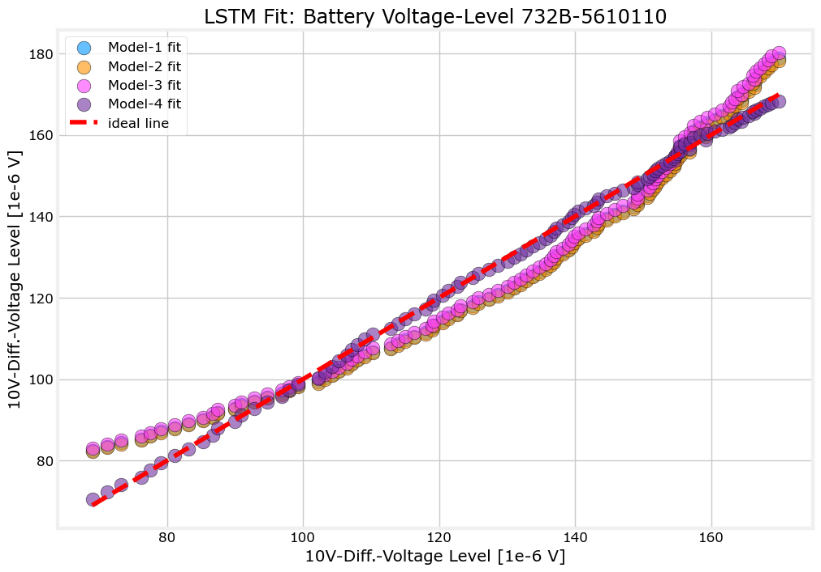 LSTM Fit: Battery Voltage-Level 732B-5610110
Model-1 fit
Model-2 fit
Model-3 fit
Model-4 fit
ideal line
10V-Diff.-Voltage Level [1e-6 V]
180
160
140
120
100
80
80 100 120 140 160
10V-Diff.-Voltage Level [1e-6 V]